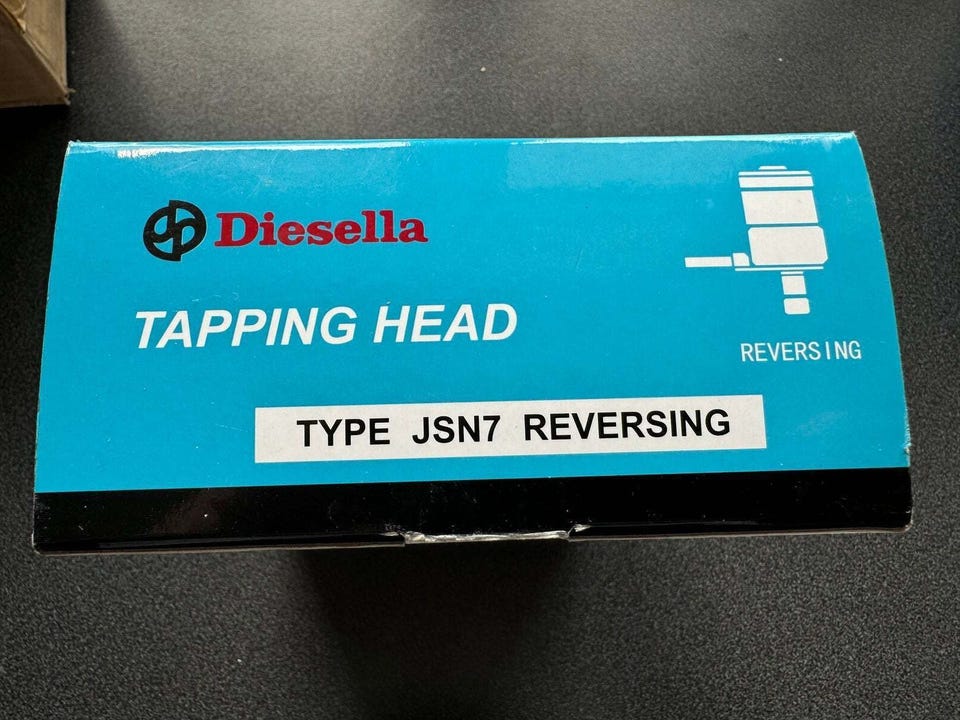 Diesella
TAPPING HEAD
REVERSING
TYPE JSN7 REVERSING